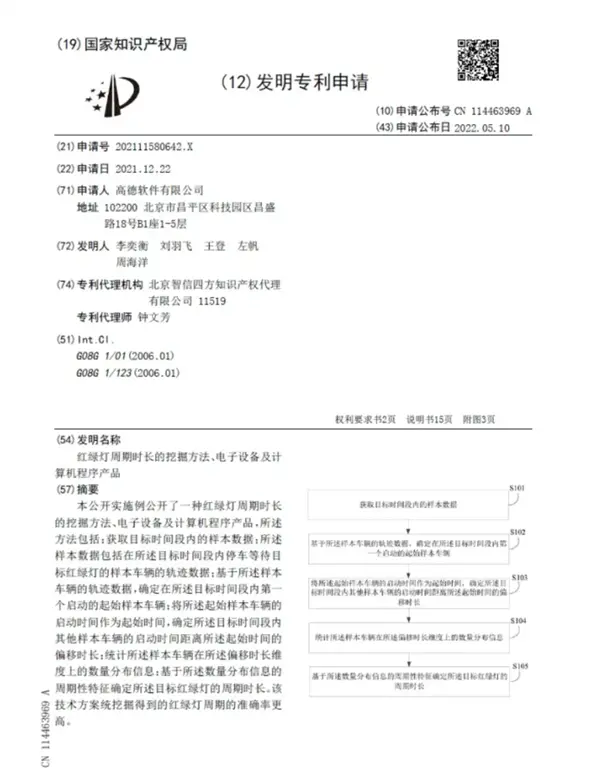 (19)国家知识产权局
(12)发明专利申请
(10)申请公布号 CN 114463969 A
(43)申请公布日 2022.05.10
(21)申请号 202111580642.X
(22)申请日 2021.12.22
(71)申请人 高德软件有限公司
地址 102200 北京市昌平区科技园区昌盛
路18号B1座1-5层
(72)发明人 李奕衡 刘羽飞 王登 左帆
周海洋
(74)专利代理机构 北京智信四方知识产权代理
有限公司 11519
专利代理师 钟文芳
(51)Int.Cl.
G08G 1/01(2006.01)
G08G 1/123(2006.01)
权利要求书2页 说明书15页 附图3页
(54)发明名称
红绿灯周期时长的挖掘方法、电子设备及计
算机程序产品
(57)摘要
本公开实施例公开了一种红绿灯周期时长
的挖掘方法、电子设备及计算机程序产品,所述
方法包括:获取目标时间段内的样本数据;所述
样本数据包括在所述目标时间段内停车等待目
标红绿灯的样本车辆的轨迹数据;基于所述样本
车辆的轨迹数据,确定在所述目标时间段内第一
个启动的起始样本车辆;将所述起始样本车辆的
启动时间作为起始时间,确定所述目标时间段内
其他样本车辆的启动时间距离所述起始时间的
偏移时长;统计所述样本车辆在所述偏移时长维
度上的数量分布信息;基于所述数量分布信息的
周期性特征确定所述目标红绿灯的周期时长。该
技术方案统挖掘得到的红绿灯周期的准确率更
高。
S101
获取目标时间段内的样本数据
S102
基于所述样本车辆的轨迹数据,确定在所述目标时间段内第
一个启动的起始样本车辆
S103
将所述起始样本车辆的启动时间作为起始时间,确定所述目
标时间段内其他样本车辆的启动时间距离所述起始时间的偏
移时长
S104
统计所述样本车辆在所述偏移时长维度上的数量分布信息
S105
基于所述数量分布信息的周期性特征确定所述目标红绿灯的
周期时长
CN 114463969 A